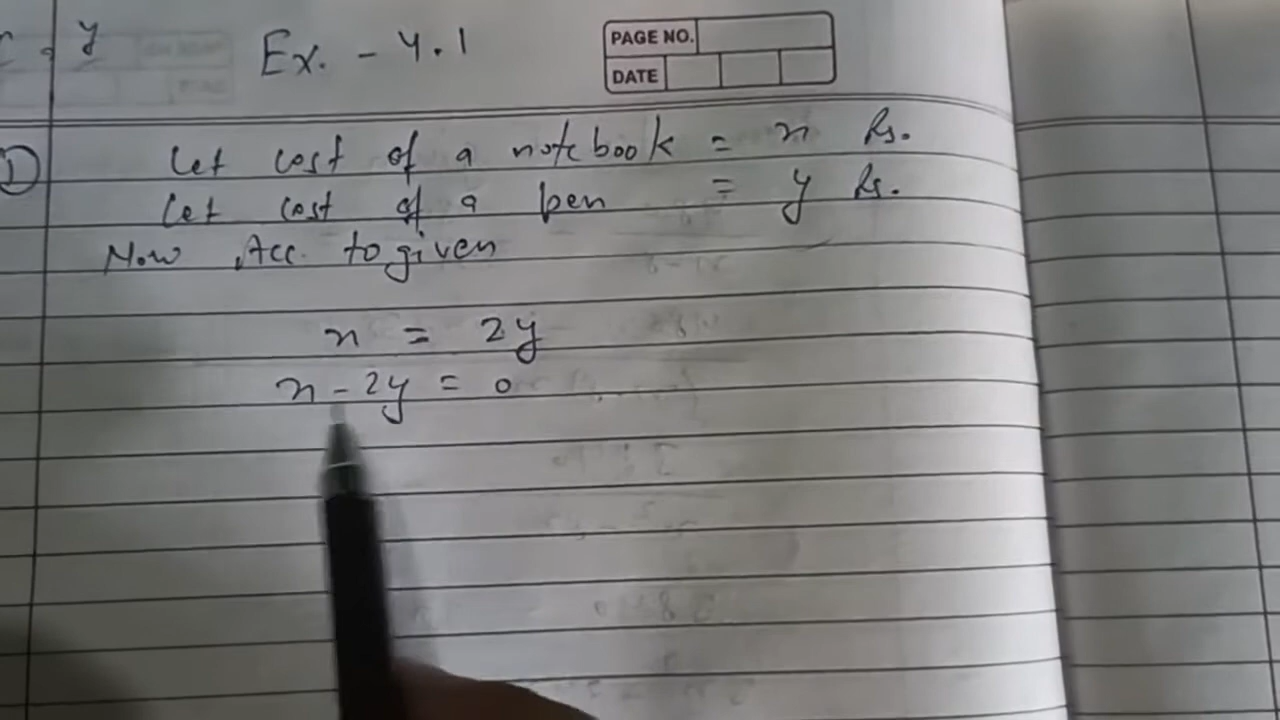 y
Ex. - 4.1
PAGE NO.
DATE
① Let cost of a notebook = x Rs.
Let cost of a pen = y Rs.
Now, Acc. to given
x = 2y
x - 2y = 0